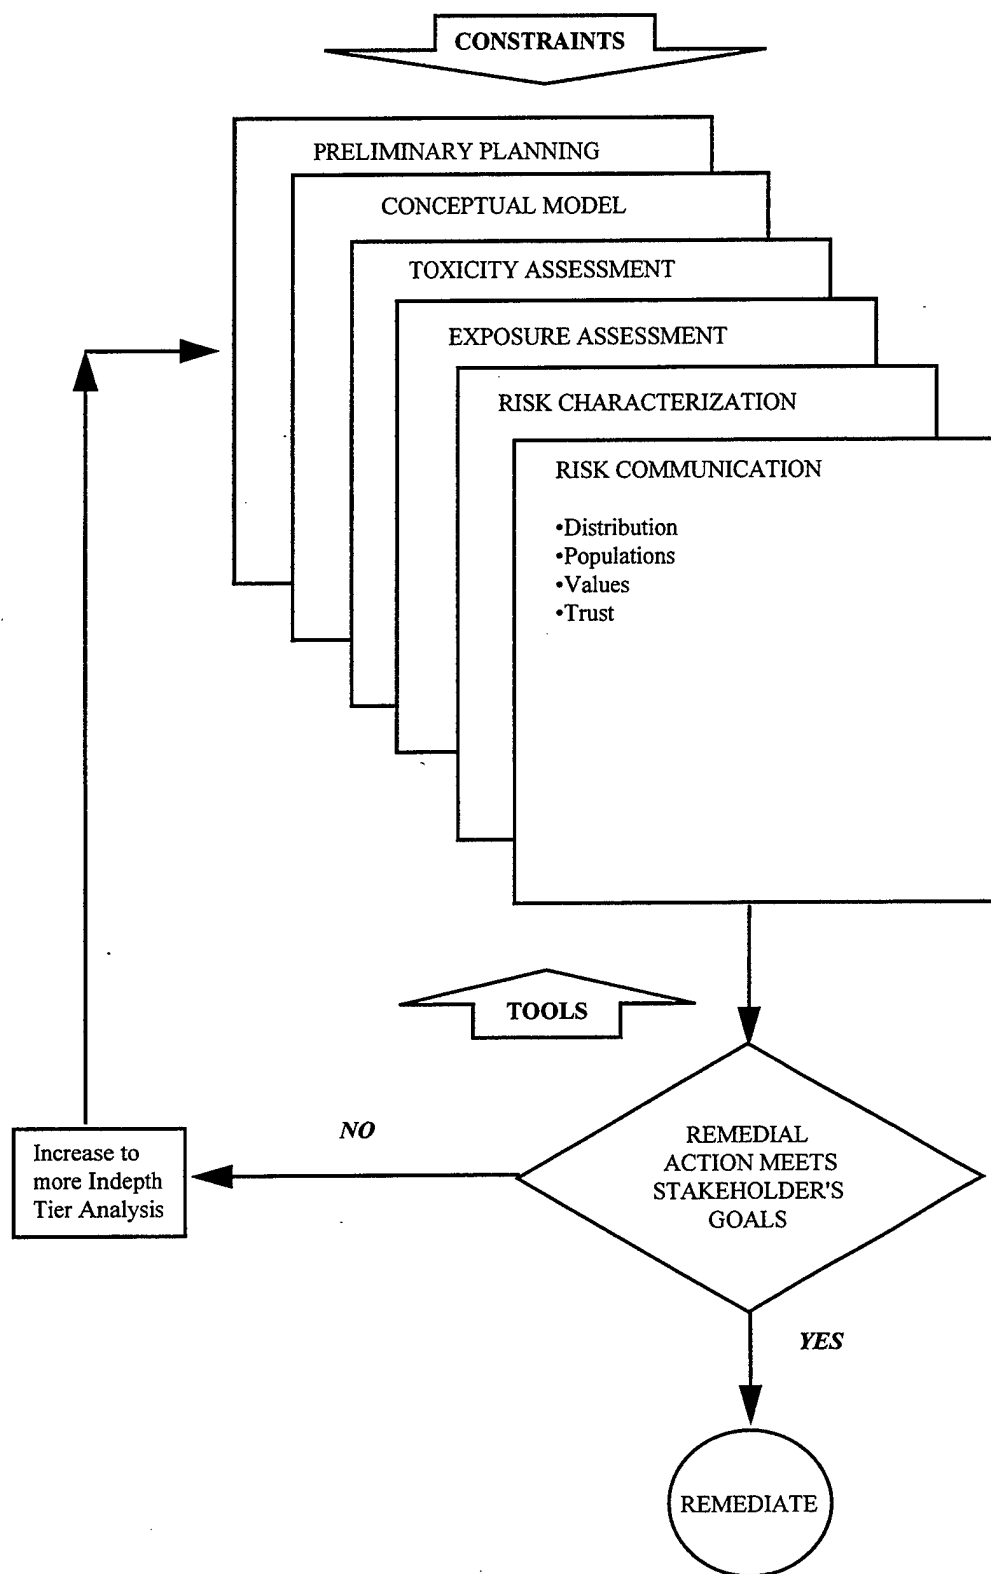 CONSTRAINTS
PRELIMINARY PLANNING
CONCEPTUAL MODEL
TOXICITY ASSESSMENT
EXPOSURE ASSESSMENT
RISK CHARACTERIZATION
RISK COMMUNICATION
•Distribution
•Populations
•Values
•Trust
TOOLS
REMEDIAL
ACTION MEETS
STAKEHOLDER'S
GOALS
NO
Increase to
more Indepth
Tier Analysis
YES
REMEDIATE